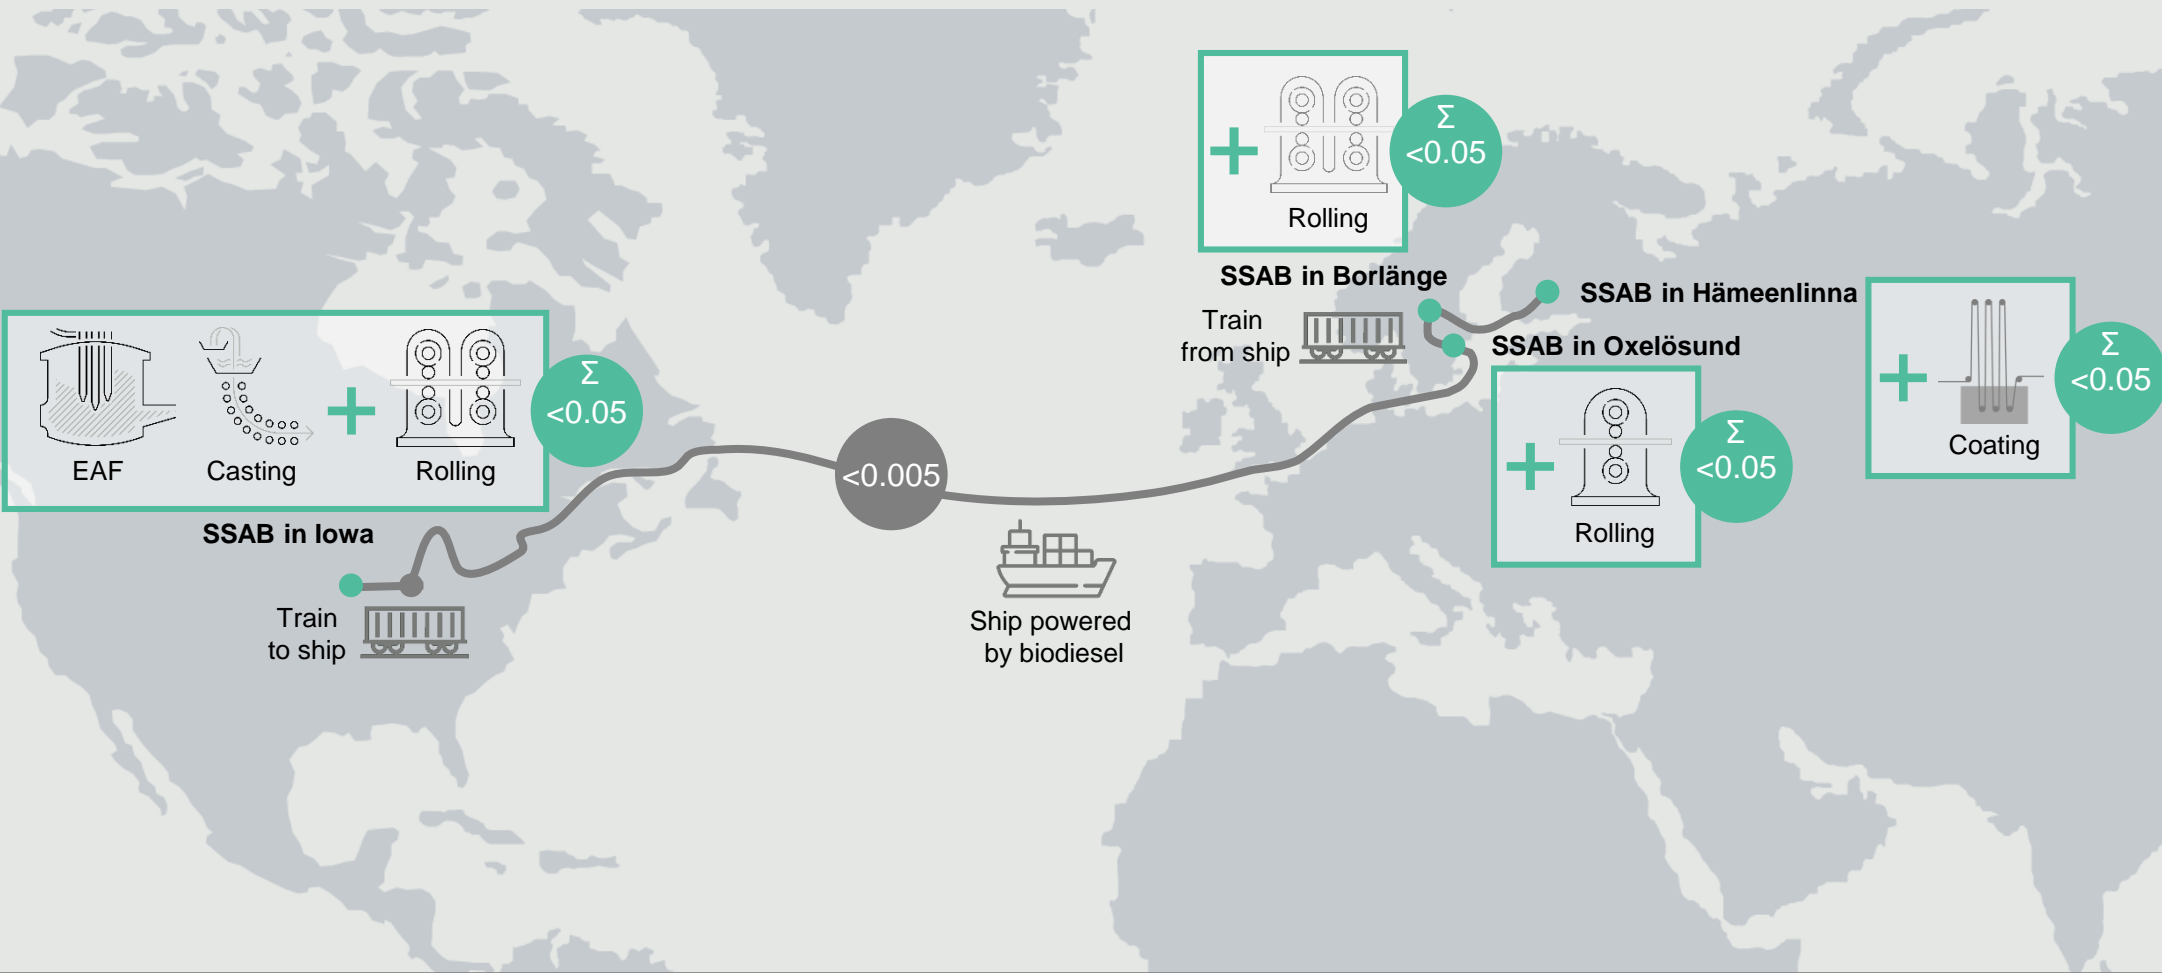 EAF
Casting
Rolling
Σ
<0.05
SSAB in Iowa
Train
to ship
<0.005
Ship powered
by biodiesel
Rolling
Σ
<0.05
SSAB in Borlänge
Train
from ship
SSAB in Hämeenlinna
SSAB in Oxelösund
Rolling
Σ
<0.05
Coating
Σ
<0.05